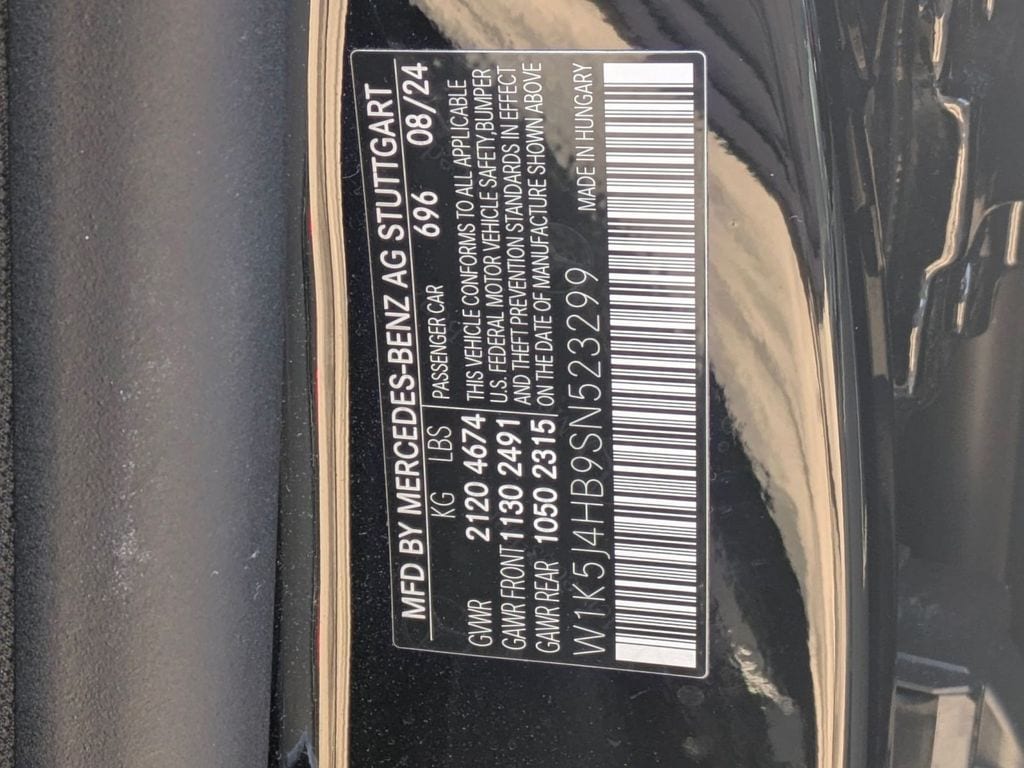 MFD BY MERCEDES-BENZ AG STUTTGART
KG LBS PASSENGER CAR 696 08/24
GVWR 2120 4674 THIS VEHICLE CONFORMS TO ALL APPLICABLE
GAWR FRONT 1130 2491 U.S. FEDERAL MOTOR VEHICLE SAFETY,BUMPER
AND THEFT PREVENTION STANDARDS IN EFFECT
GAWR REAR 1050 2315 ON THE DATE OF MANUFACTURE SHOWN ABOVE
W1K5J4HB9SN523299 MADE IN HUNGARY